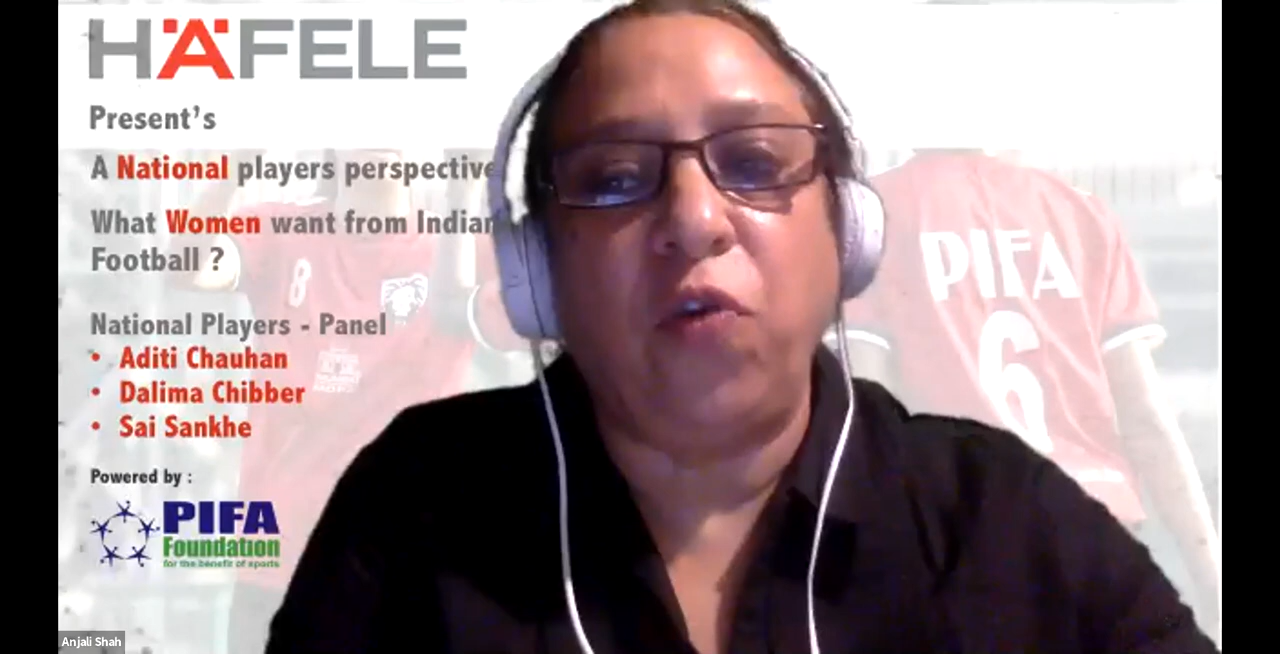 HÄFELE
Present's
A National players perspective
What Women want from Indian
Football ?
National Players - Panel
• Aditi Chauhan
• Dalima Chibber
• Sai Sankhe
Powered by :
PIFA
Foundation
for the benefit of sports
8
PIFA
6
Anjali Shah